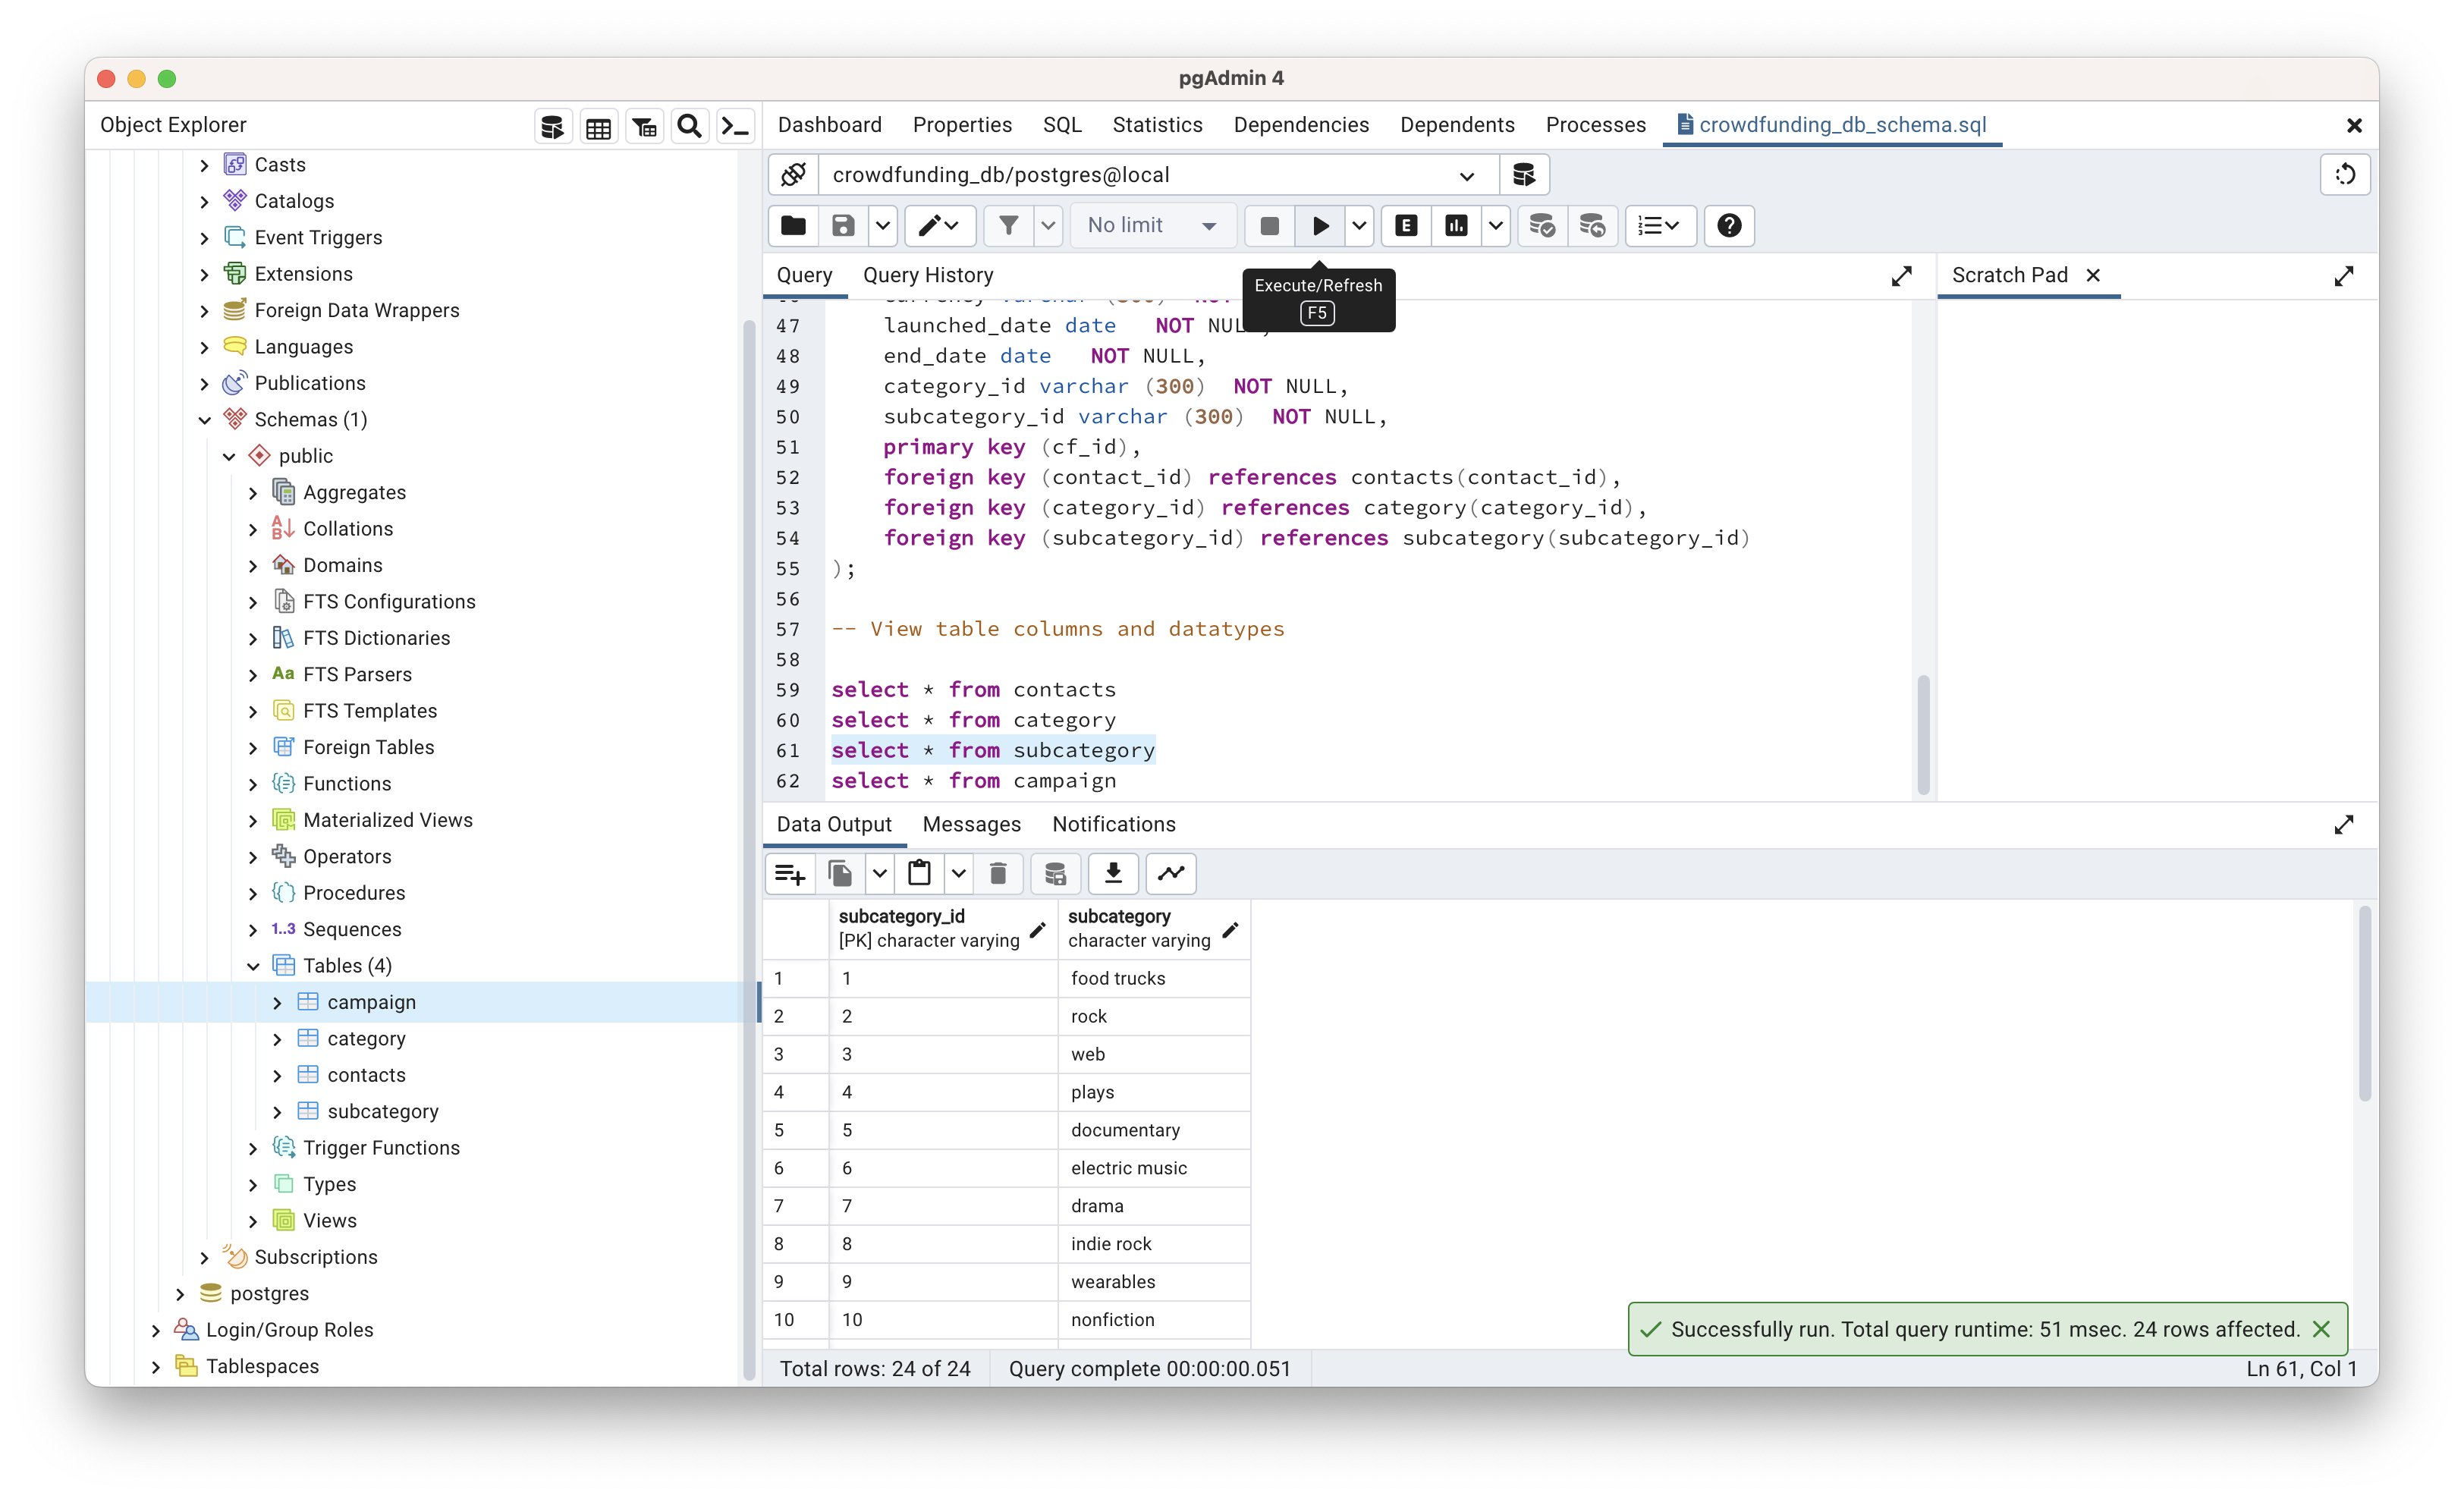 pgAdmin 4
Object Explorer
Dashboard Properties SQL Statistics Dependencies Dependents Processes crowdfunding_db_schema.sql
Casts
Catalogs
Event Triggers
Extensions
Foreign Data Wrappers
Languages
Publications
Schemas (1)
public
Aggregates
Collations
Domains
FTS Configurations
FTS Dictionaries
Aa FTS Parsers
FTS Templates
Foreign Tables
Functions
Materialized Views
Operators
Procedures
1..3 Sequences
Tables (4)
campaign
category
contacts
subcategory
Trigger Functions
Types
Views
Subscriptions
postgres
Login/Group Roles
Tablespaces
crowdfunding_db/postgres@local
No limit
E
Query Query History
Execute/Refresh
F5
Scratch Pad
47 launched_date date NOT NUL
48 end_date date NOT NULL,
49 category_id varchar (300) NOT NULL,
50 subcategory_id varchar (300) NOT NULL,
51 primary key (cf_id),
52 foreign key (contact_id) references contacts(contact_id),
53 foreign key (category_id) references category(category_id),
54 foreign key (subcategory_id) references subcategory(subcategory_id)
55 );
56
57 -- View table columns and datatypes
58
59 select * from contacts
60 select * from category
61 select * from subcategory
62 select * from campaign
Data Output Messages Notifications
subcategory_id subcategory
[PK] character varying character varying
1 1 food trucks
2 2 rock
3 3 web
4 4 plays
5 5 documentary
6 6 electric music
7 7 drama
8 8 indie rock
9 9 wearables
10 10 nonfiction
Successfully run. Total query runtime: 51 msec. 24 rows affected.
Total rows: 24 of 24 Query complete 00:00:00.051 Ln 61, Col 1